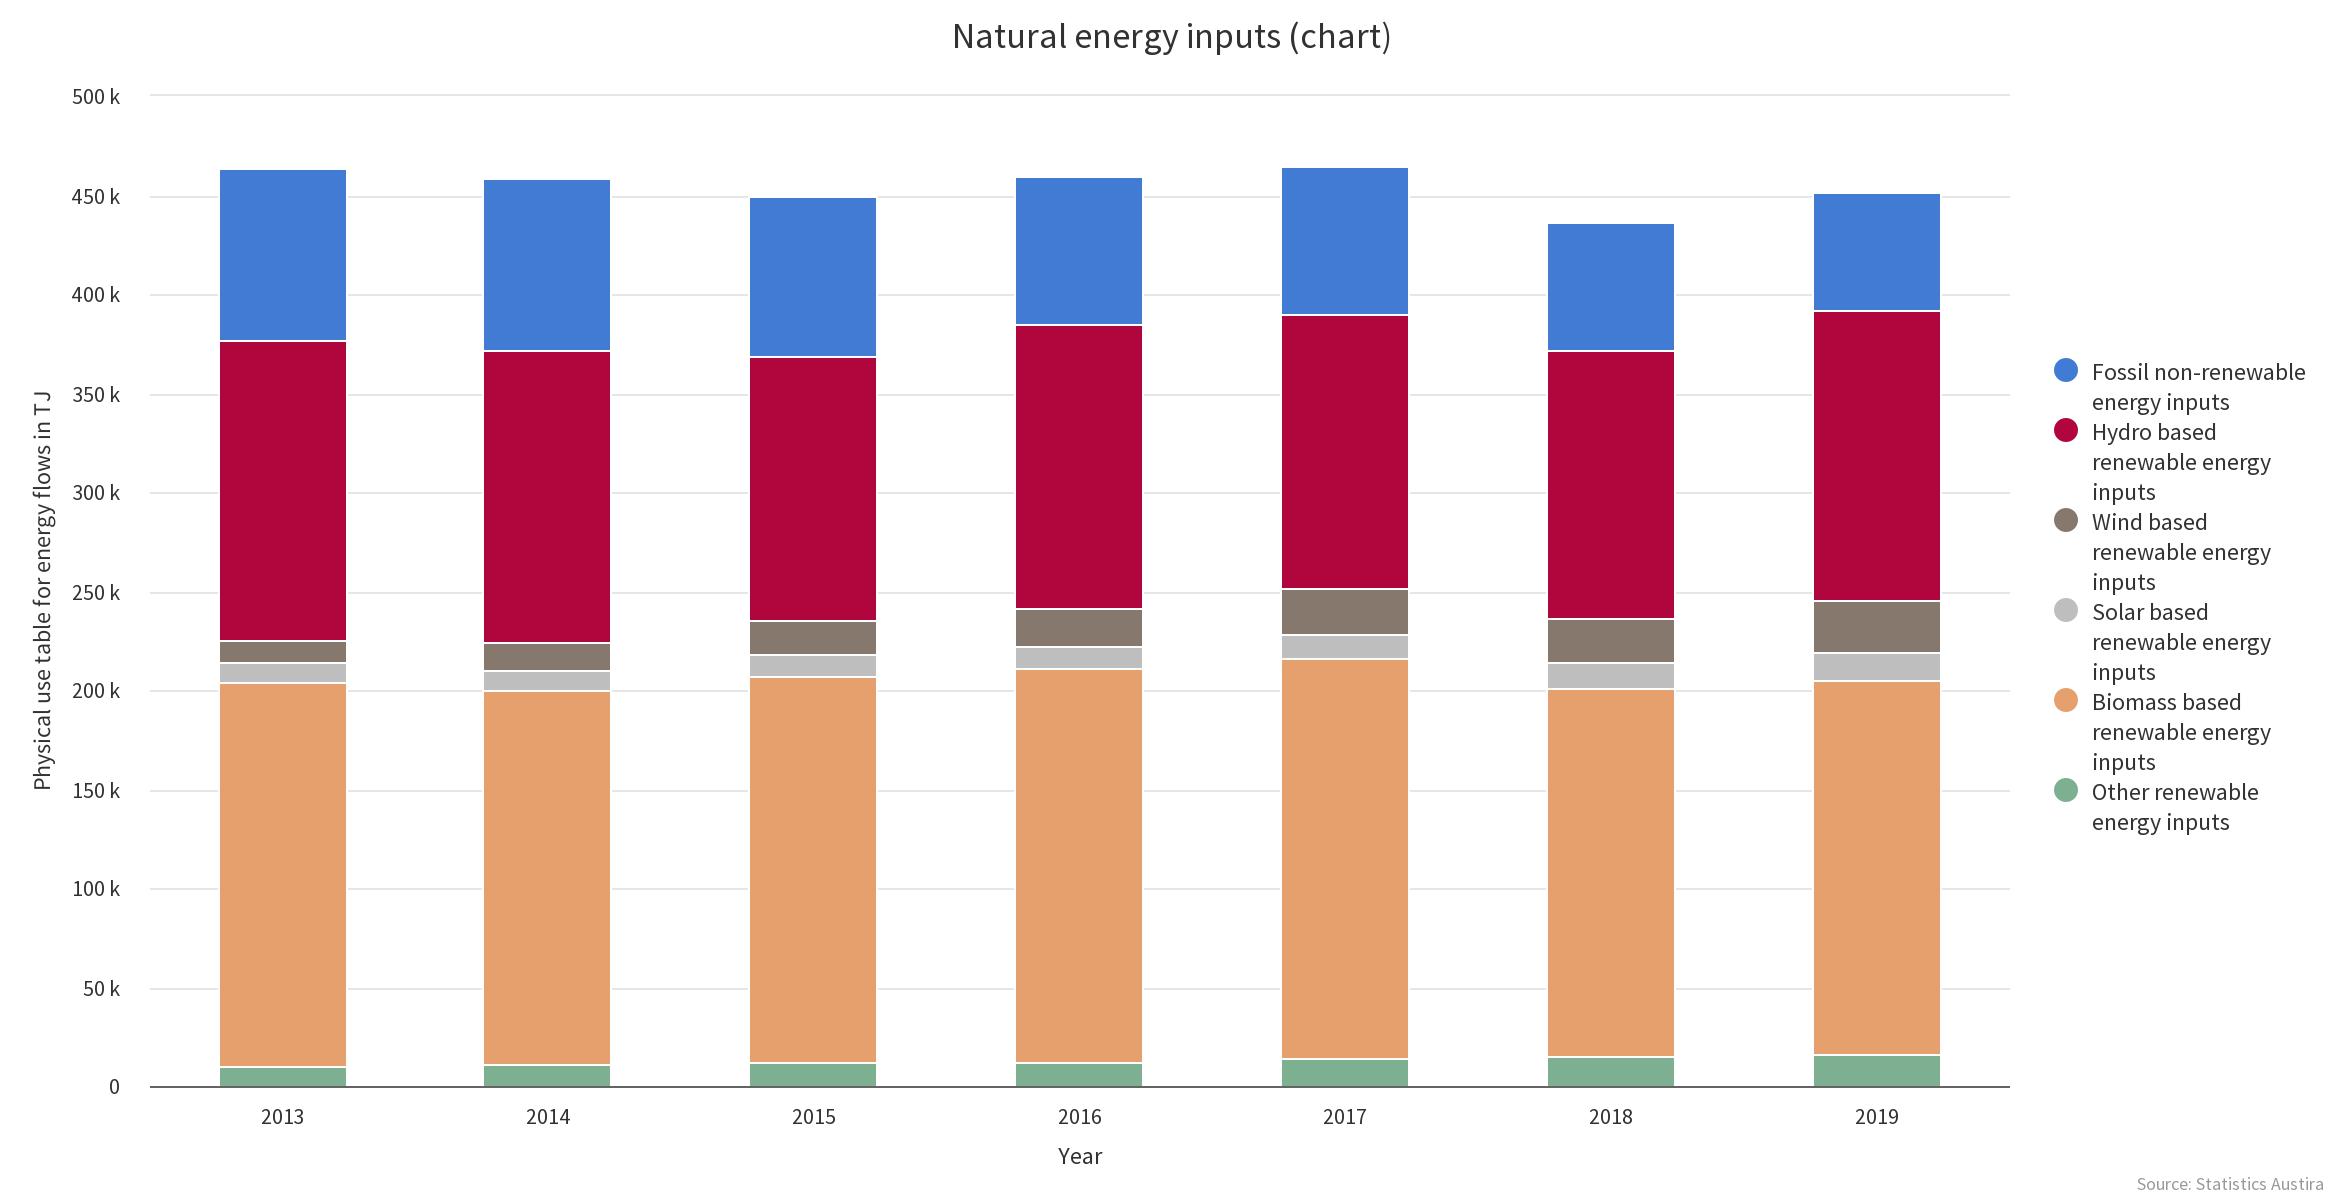 Natural energy inputs (chart)
500 k
450 k
400 k
350 k
300 k
250 k
200 k
150 k
100 k
50 k
0
Physical use table for energy flows in TJ
2013
2014
2015
2016
2017
2018
2019
Year
Fossil non-renewable
energy inputs
Hydro based
renewable energy
inputs
Wind based
renewable energy
inputs
Solar based
renewable energy
inputs
Biomass based
renewable energy
inputs
Other renewable
energy inputs
Source: Statistics Austira